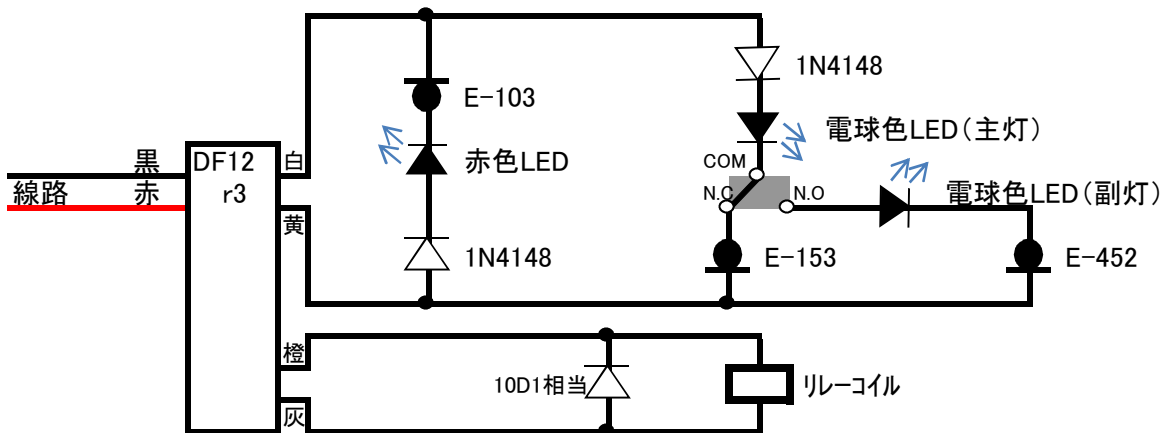 1N4148
E-103
電球色LED(主灯)
黒
DF12
白
赤色LED
COM
線路
赤
r3
N.C
N.O
電球色LED(副灯)
黄
1N4148
E-153
E-452
橙
10D1相当
リレーコイル
灰